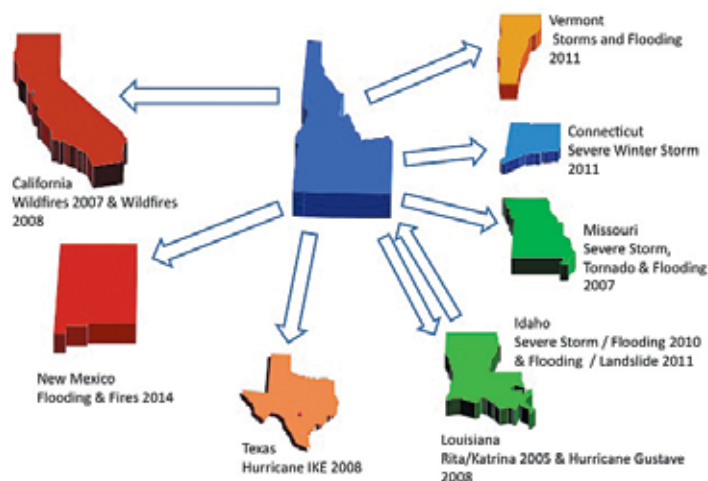 Vermont
Storms and Flooding
2011
Connecticut
Severe Winter Storm
2011
California
Wildfires 2007 & Wildfires
2008
Missouri
Severe Storm,
Tornado & Flooding
2007
Idaho
Severe Storm / Flooding 2010
& Flooding / Landslide 2011
New Mexico
Flooding & Fires 2014
Texas
Hurricane IKE 2008
Louisiana
Rita/Katrina 2005 & Hurricane Gustave
2008